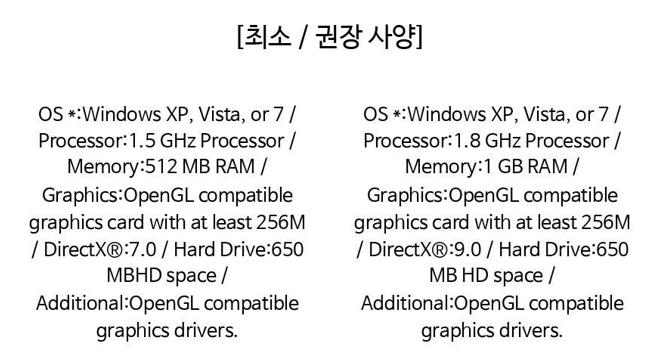 [최소 / 권장 사양]
OS *:Windows XP, Vista, or 7 /
Processor:1.5 GHz Processor /
Memory:512 MB RAM /
Graphics:OpenGL compatible
graphics card with at least 256M
/ DirectX®:7.0 / Hard Drive:650
MBHD space /
Additional:OpenGL compatible
graphics drivers.
OS *:Windows XP, Vista, or 7 /
Processor:1.8 GHz Processor /
Memory:1 GB RAM /
Graphics:OpenGL compatible
graphics card with at least 256M
/ DirectX®:9.0 / Hard Drive:650
MB HD space /
Additional:OpenGL compatible
graphics drivers.